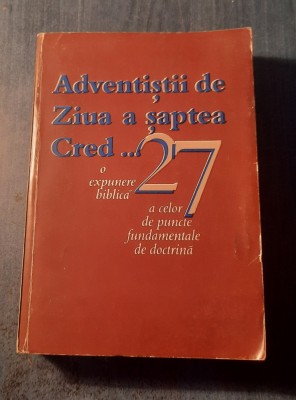 Adventiștii de
Ziua a șaptea
Cred ...
27
o
expunere
biblică
a celor
de puncte
fundamentale
de doctrină